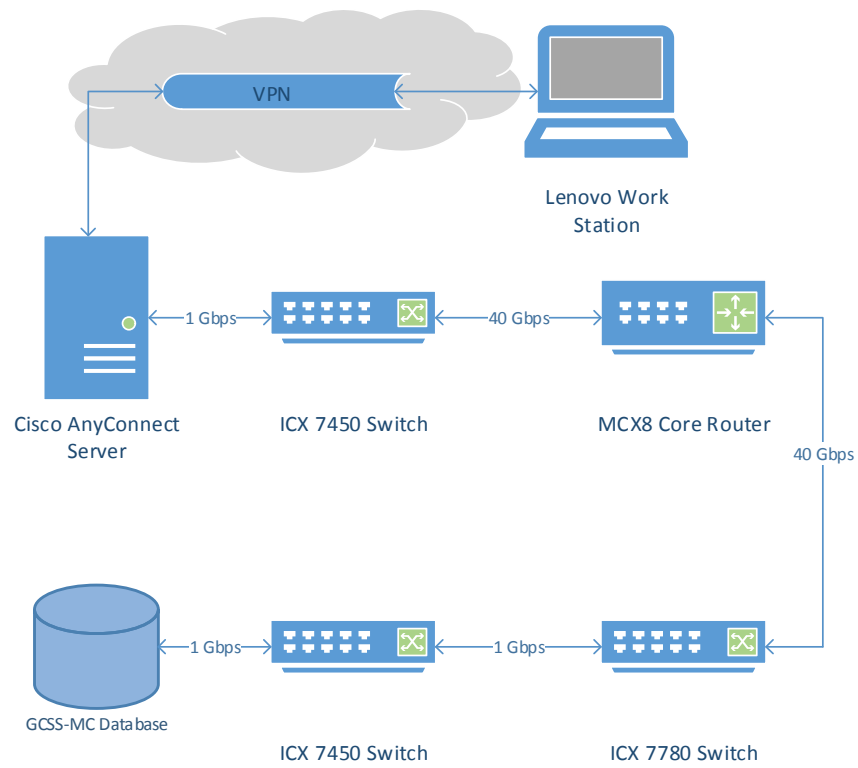 VPN
Lenovo Work
Station
1 Gbps
40 Gbps
Cisco AnyConnect
Server
ICX 7450 Switch
MCX8 Core Router
40 Gbps
1 Gbps
1 Gbps
GCSS-MC Database
ICX 7450 Switch
ICX 7780 Switch